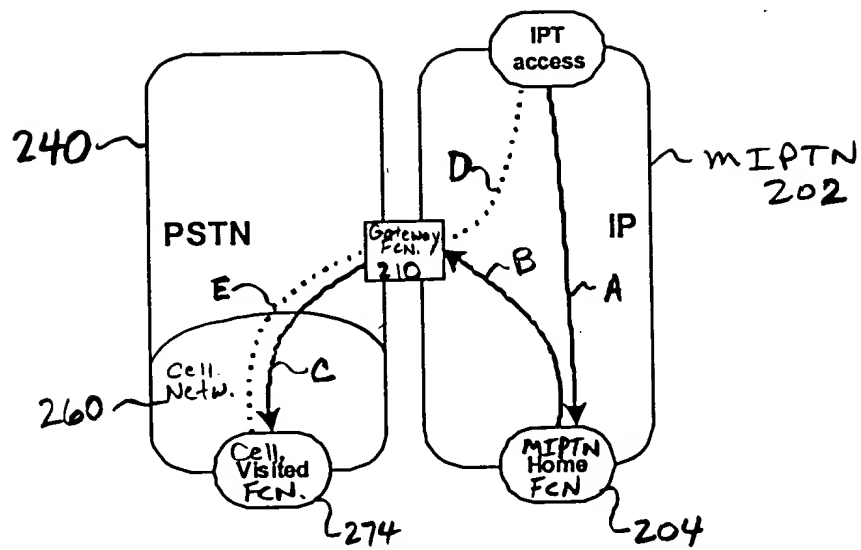 IPT
access
240
mIPTN
202
D
PSTN
Gateway
FCN.
210
IP
B
A
E
C
Cell.
Netw.
260
Cell.
Visited
FCN.
274
MIPTN
Home
FCN
204